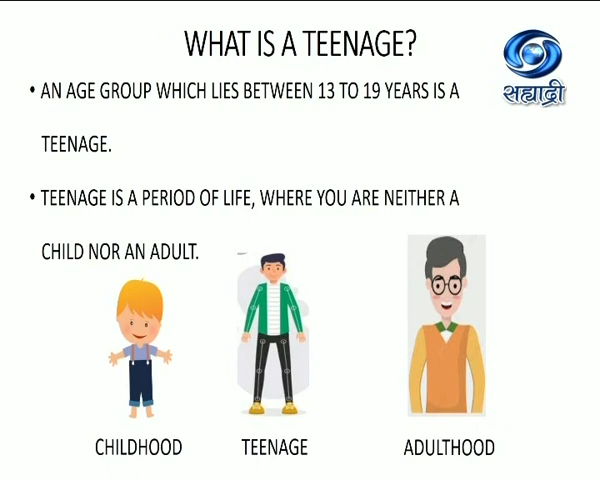 WHAT IS A TEENAGE?
सह्याद्री
• AN AGE GROUP WHICH LIES BETWEEN 13 TO 19 YEARS IS A
TEENAGE.
• TEENAGE IS A PERIOD OF LIFE, WHERE YOU ARE NEITHER A
CHILD NOR AN ADULT.
CHILDHOOD
TEENAGE
ADULTHOOD